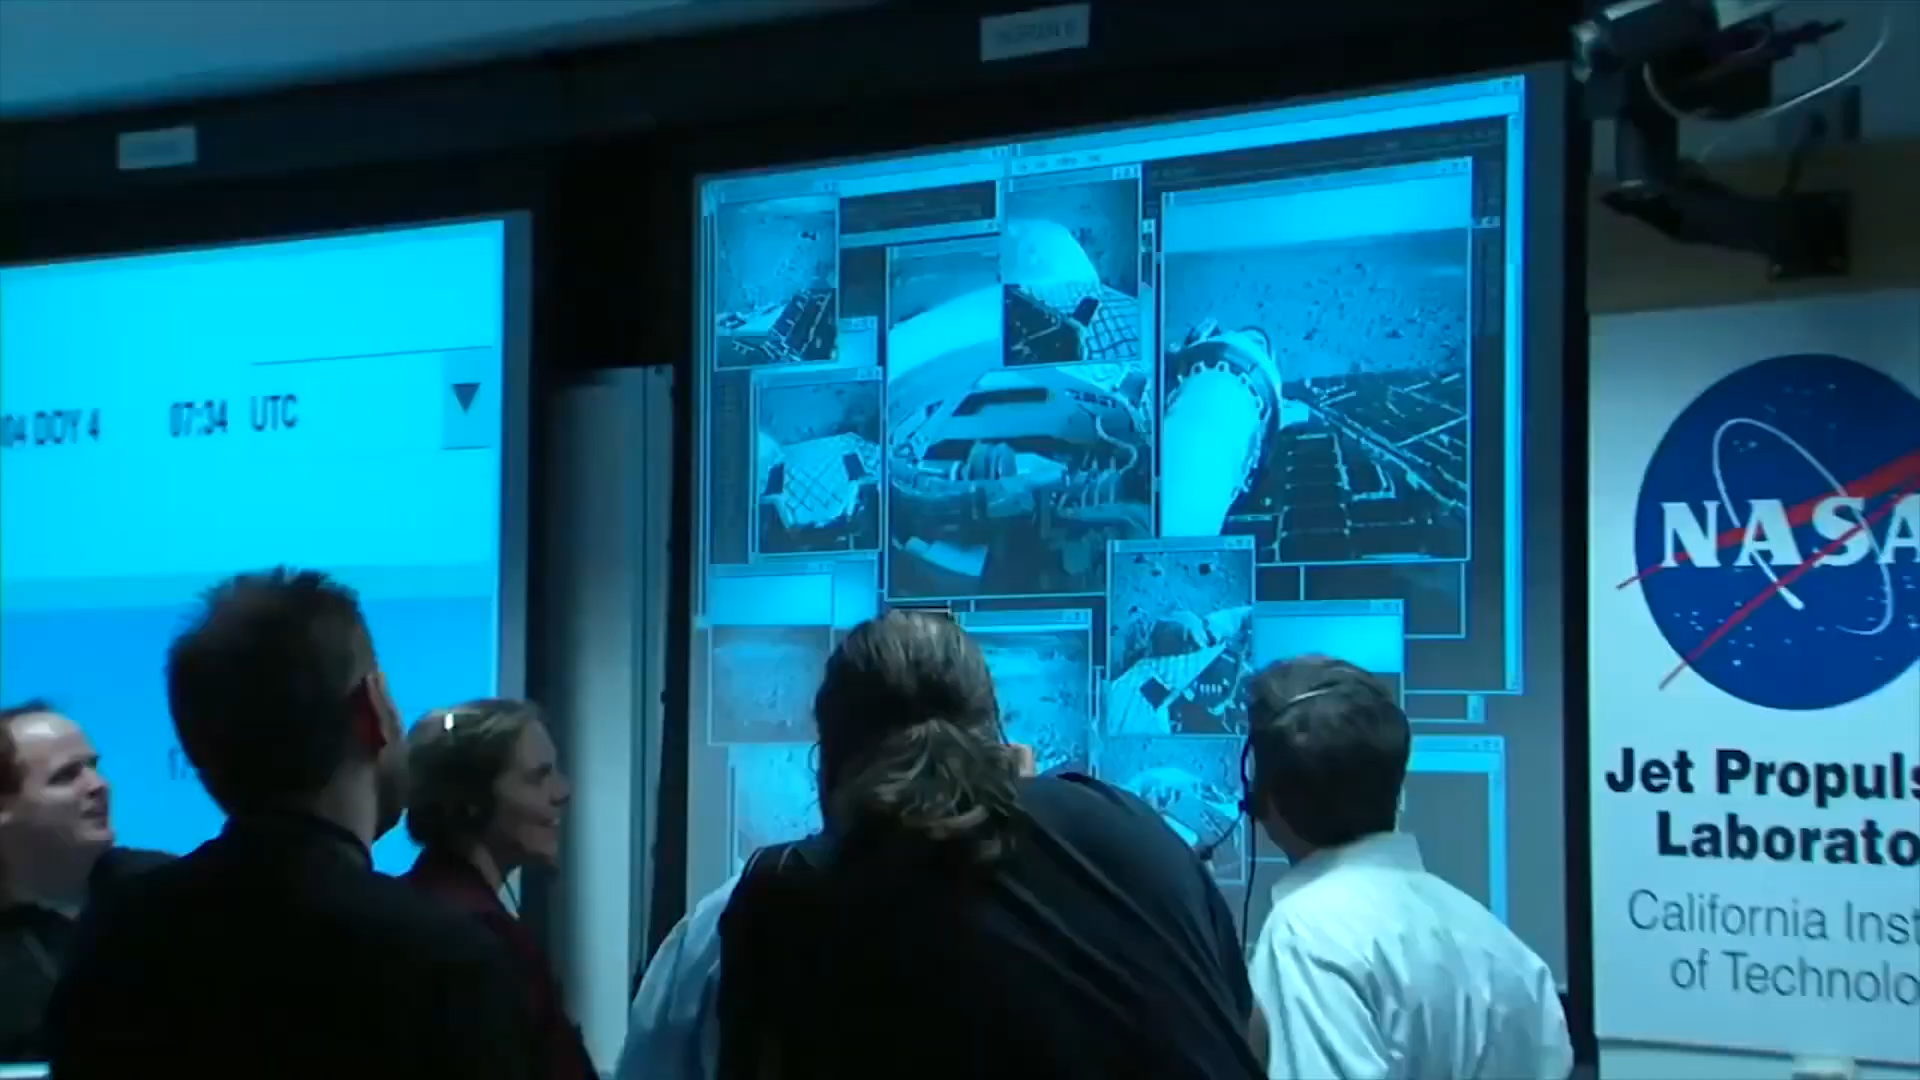 04 DOY 4 07:34 UTC
NASA
Jet Propuls
Laborato
California Inst
of Technolo